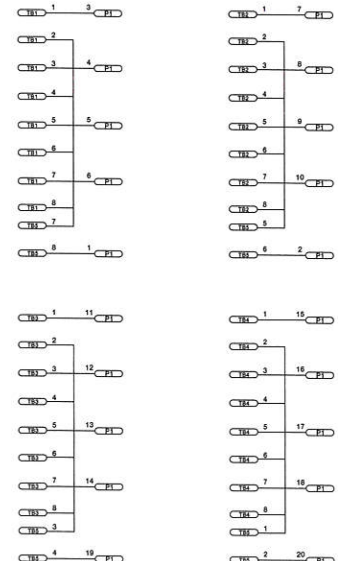 TB1 1 3 P1
TB1 2
TB1 3 4 P1
TB1 4
TB1 5 5 P1
TB1 6
TB1 7 6 P1
TB1 8
TB5 7
TB5 8 1 P1
TB2 1 7 P1
TB2 2
TB2 3 8 P1
TB2 4
TB2 5 9 P1
TB2 6
TB2 7 10 P1
TB2 8
TB5 5
TB5 6 2 P1
TB3 1 11 P1
TB3 2
TB3 3 12 P1
TB3 4
TB3 5 13 P1
TB3 6
TB3 7 14 P1
TB3 8
TB5 3
TB5 4 19 P1
TB4 1 15 P1
TB4 2
TB4 3 16 P1
TB4 4
TB4 5 17 P1
TB4 6
TB4 7 18 P1
TB4 8
TB5 1
TB5 2 20 P1